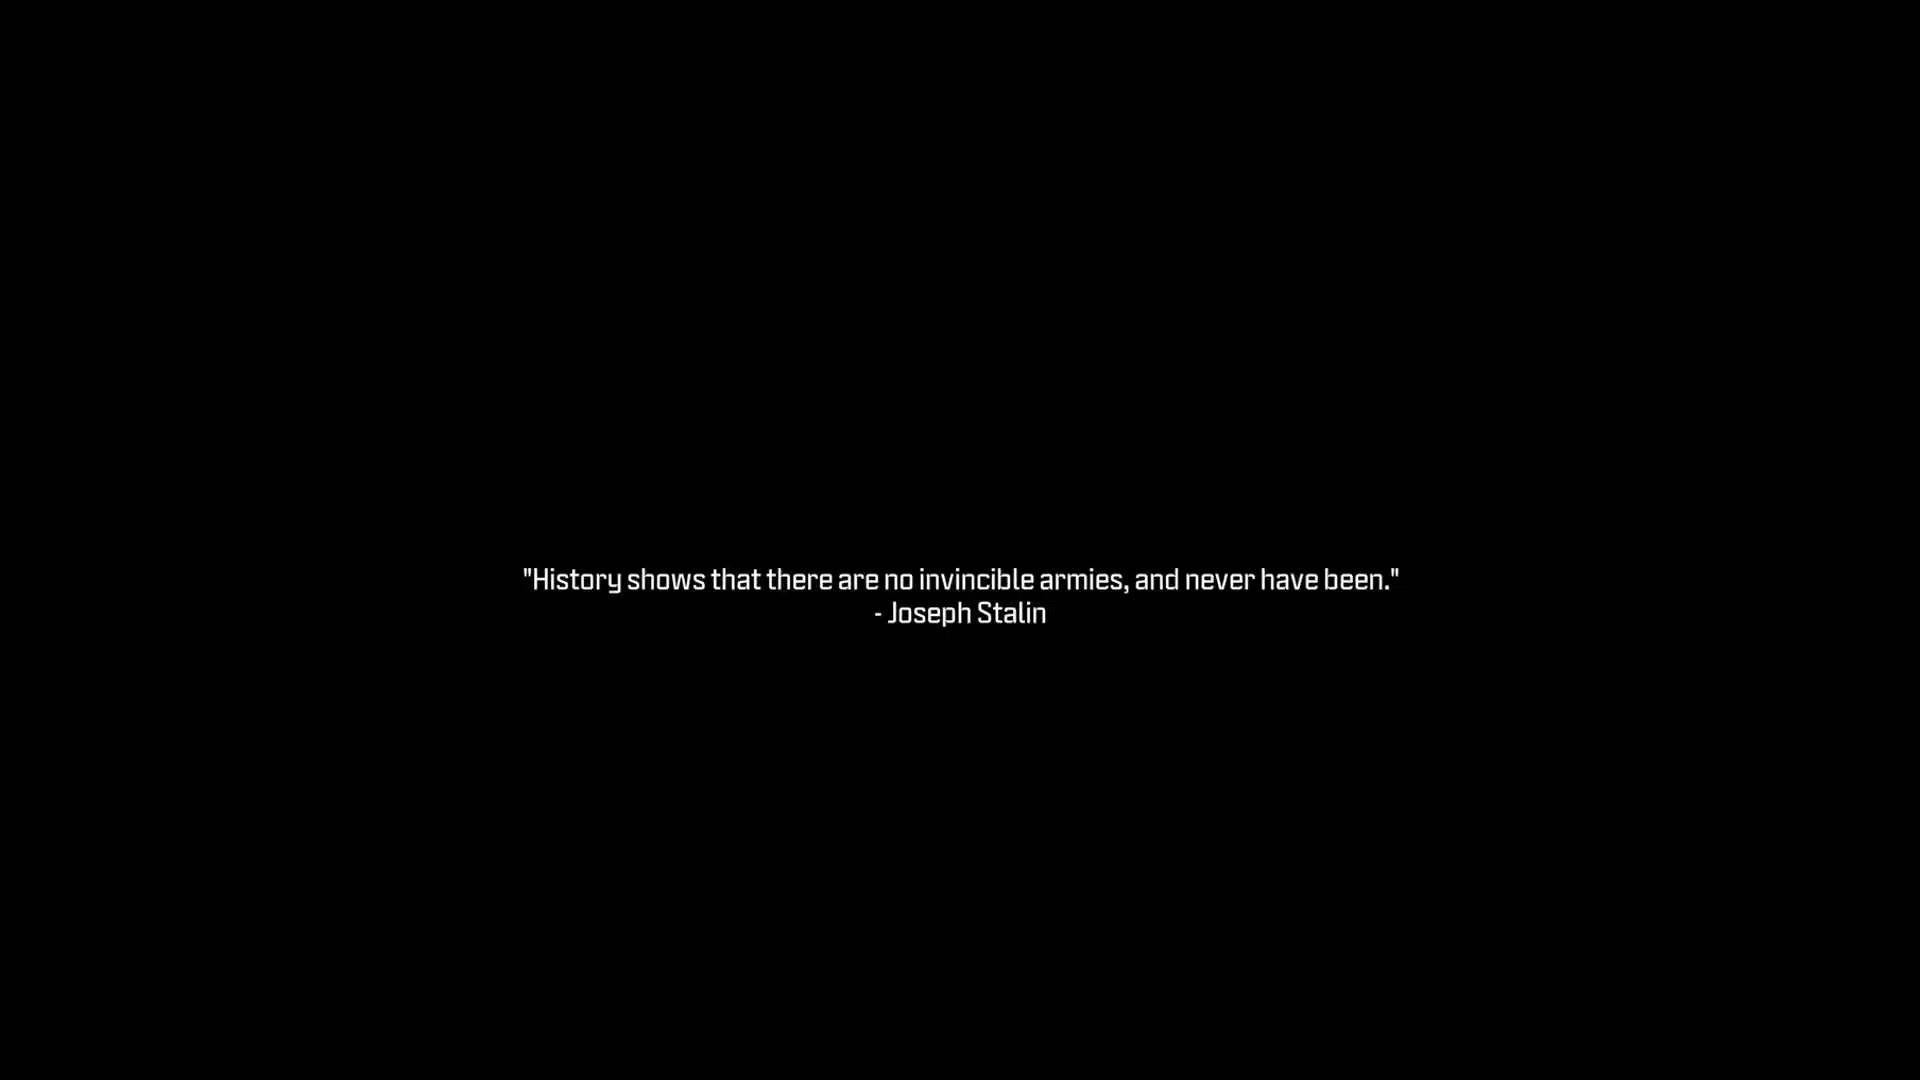 "History shows that there are no invincible armies, and never have been."
- Joseph Stalin